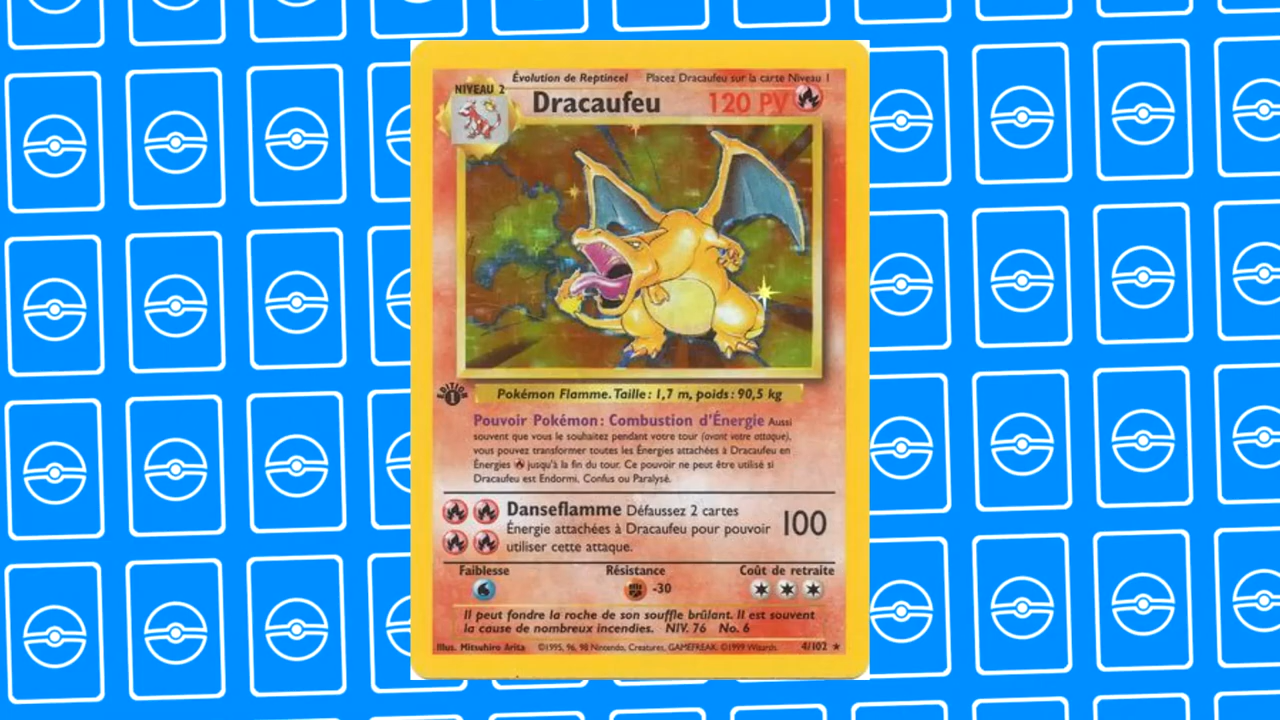 Évolution de Reptincel Placez Dracaufeu sur la carte Niveau 1
NIVEAU 2
Dracaufeu 120 PV
EDITION 1
Pokémon Flamme. Taille : 1,7 m, poids : 90,5 kg
Pouvoir Pokémon : Combustion d'Énergie Aussi
souvent que vous le souhaitez pendant votre tour (avant votre attaque),
vous pouvez transformer toutes les Énergies attachées à Dracaufeu en
Énergies jusqu'à la fin du tour. Ce pouvoir ne peut être utilisé si
Dracaufeu est Endormi, Confus ou Paralysé.
Danseflamme Défaussez 2 cartes
Énergie attachées à Dracaufeu pour pouvoir
utiliser cette attaque.
100
Faiblesse Résistance Coût de retraite
-30
Il peut fondre la roche de son souffle brûlant. Il est souvent
la cause de nombreux incendies. NIV. 76 No. 6
Illus. Mitsuhiro Arita ©1995, 96, 98 Nintendo, Creatures, GAMEFREAK. ©1999 Wizards. 4/102 ★